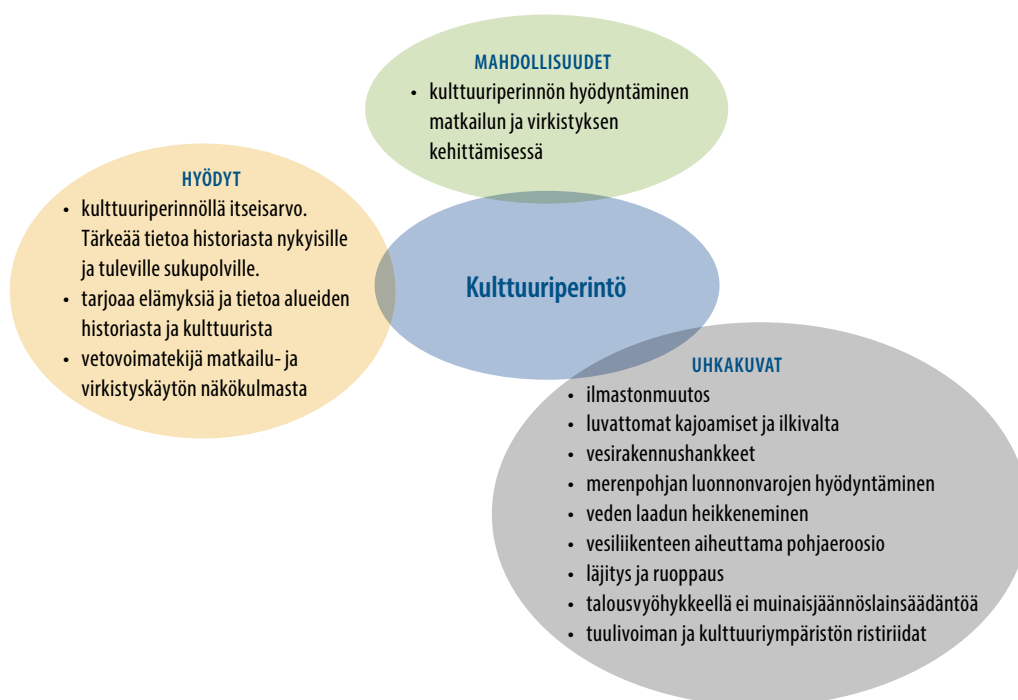 MAHDOLLISUUDET
• kulttuuriperinnön hyödyntäminen
matkailun ja virkistyksen
kehittämisessä
HYÖDYT
• kulttuuriperinnöllä itseisarvo.
Tärkeää tietoa historiasta nykyisille
ja tuleville sukupolville.
• tarjoaa elämyksiä ja tietoa alueiden
historiasta ja kulttuurista
• vetovoimatekijä matkailu- ja
virkistyskäytön näkökulmasta
Kulttuuriperintö
UHKAKUVAT
• ilmastonmuutos
• luvattomat kajoamiset ja ilkivalta
• vesirakennushankkeet
• merenpohjan luonnonvarojen hyödyntäminen
• veden laadun heikkeneminen
• vesiliikenteen aiheuttama pohjaeroosio
• läjitys ja ruoppaus
• talousvyöhykkeellä ei muinaisjäännöslainsäädäntöä
• tuulivoiman ja kulttuuriympäristön ristiriidat